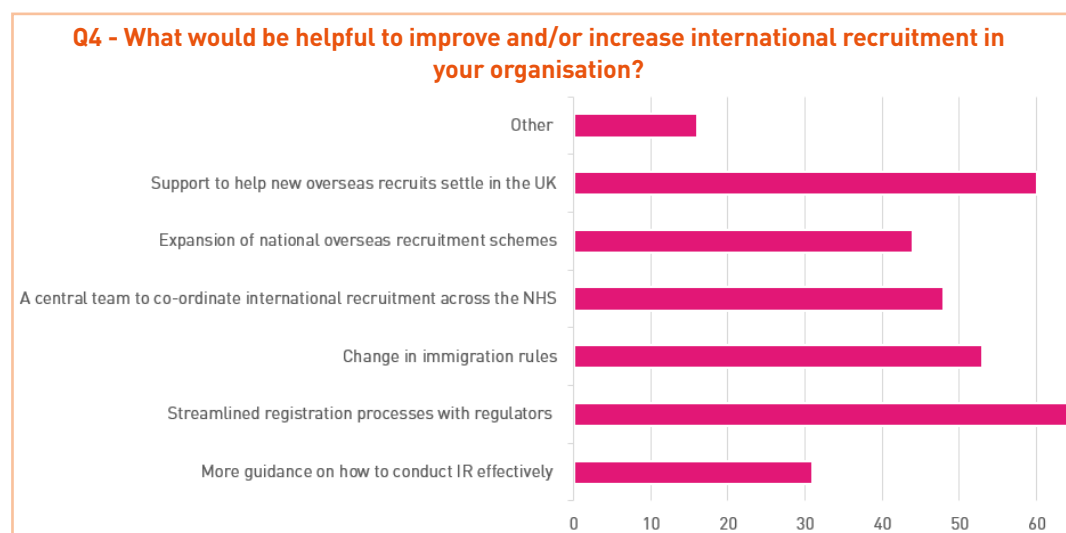 Q4 - What would be helpful to improve and/or increase international recruitment in
your organisation?
Other
Support to help new overseas recruits settle in the UK
Expansion of national overseas recruitment schemes
A central team to co-ordinate international recruitment across the NHS
Change in immigration rules
Streamlined registration processes with regulators
More guidance on how to conduct IR effectively
0 10 20 30 40 50 60